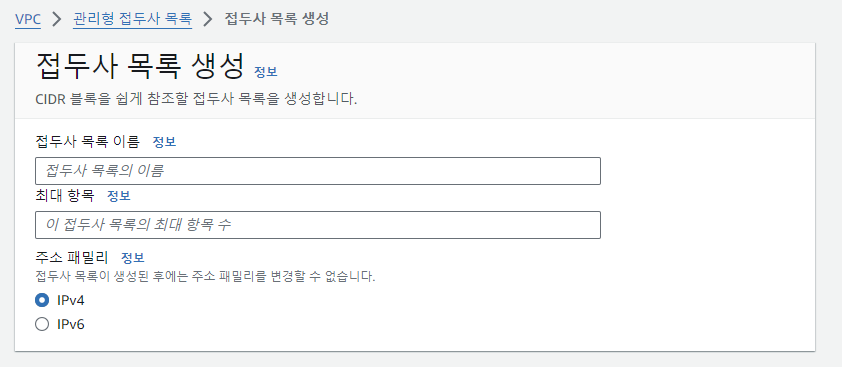 VPC > 관리형 접두사 목록 > 접두사 목록 생성
접두사 목록 생성 정보
CIDR 블록을 쉽게 참조할 접두사 목록을 생성합니다.
접두사 목록 이름 정보
접두사 목록의 이름
최대 항목 정보
이 접두사 목록의 최대 항목 수
주소 패밀리 정보
접두사 목록이 생성된 후에는 주소 패밀리를 변경할 수 없습니다.
IPv4
IPv6